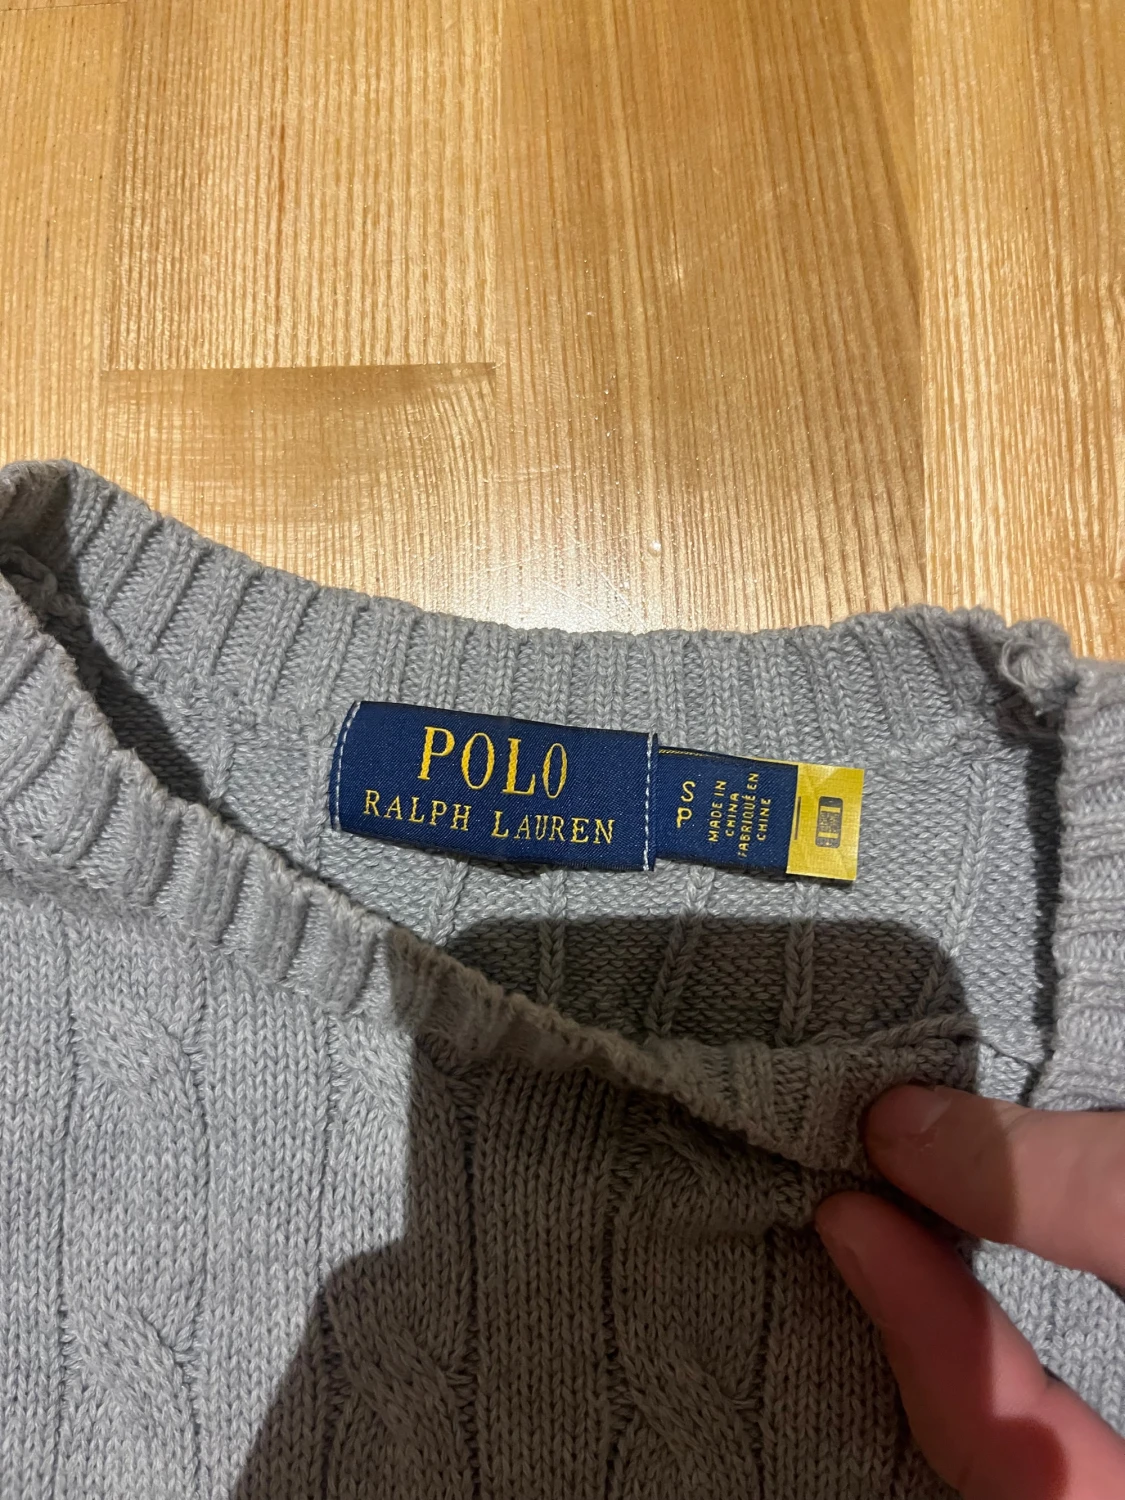 POLO
RALPH LAUREN
S
P
MADE IN
CHINA
FABRIQUÉ EN
CHINE